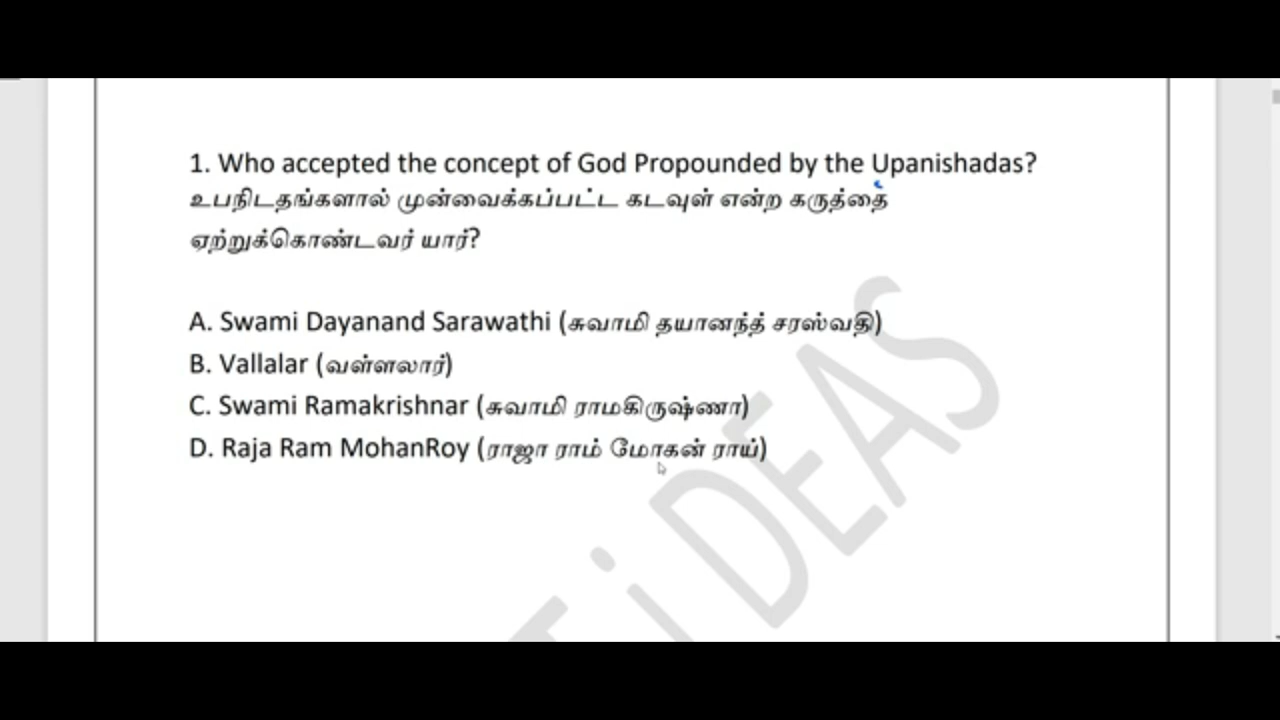 1. Who accepted the concept of God Propounded by the Upanishadas?
உபநிடதங்களால் முன்வைக்கப்பட்ட கடவுள் என்ற கருத்தை
ஏற்றுக்கொண்டவர் யார்?
A. Swami Dayanand Sarawathi (சுவாமி தயானந்த் சரஸ்வதி)
B. Vallalar (வள்ளலார்)
C. Swami Ramakrishnar (சுவாமி ராமகிருஷ்ணா)
D. Raja Ram MohanRoy (ராஜா ராம் மோகன் ராய்)
i DEAS